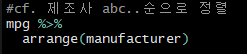 #cf. 제조사 abc..순으로 정렬
mpg %>%
  arrange(manufacturer)